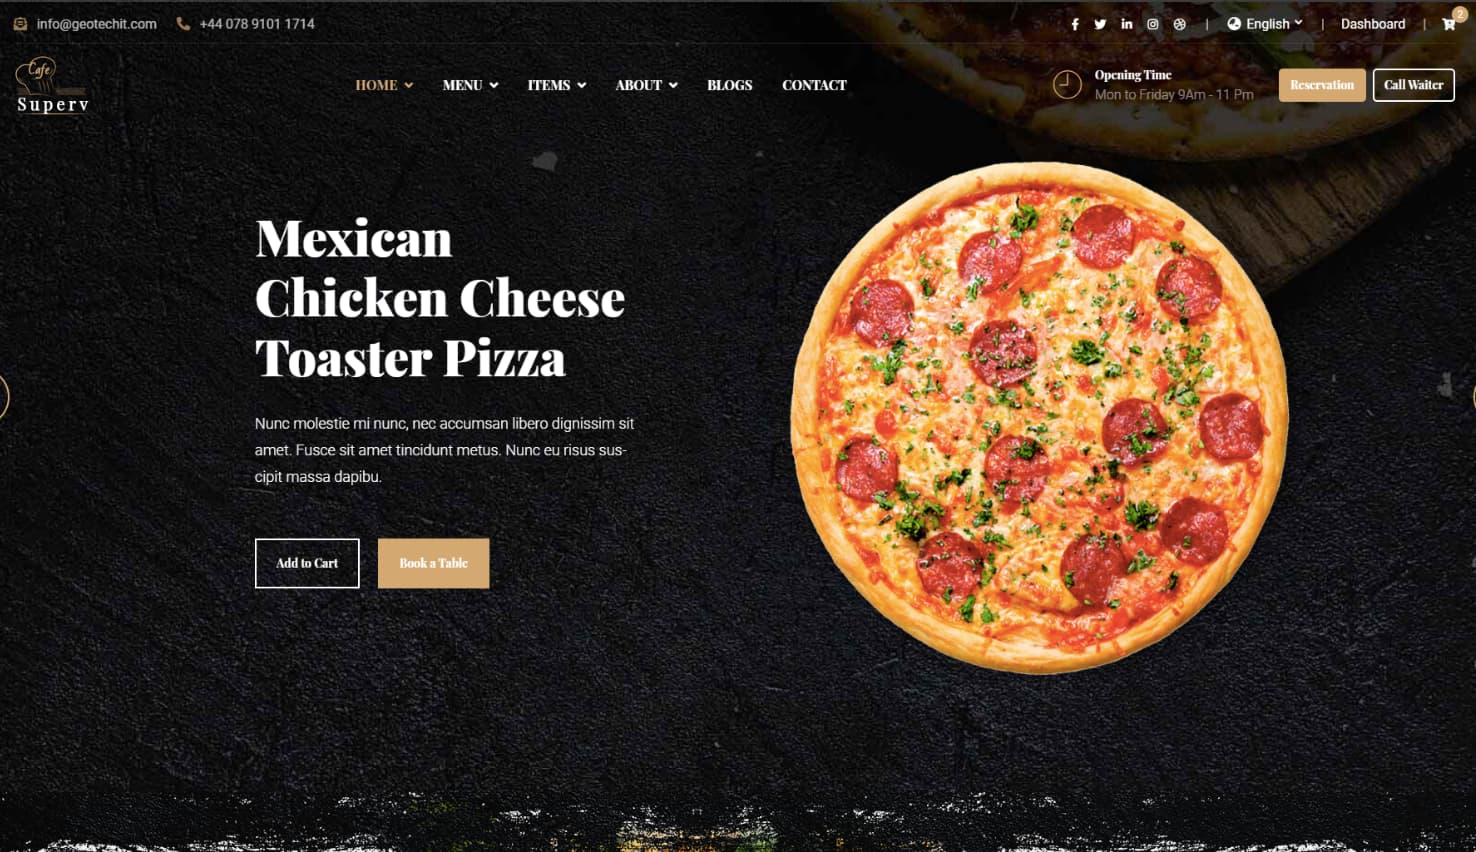 info@geotechit.com
+44 078 9101 1714
English
Dashboard
2
Cafe
Superv
HOME
MENU
ITEMS
ABOUT
BLOGS
CONTACT
Opening Time
Mon to Friday 9Am - 11 Pm
Reservation
Call Waiter
Mexican
Chicken Cheese
Toaster Pizza
Nunc molestie mi nunc, nec accumsan libero dignissim sit
amet. Fusce sit amet tincidunt metus. Nunc eu risus sus-
cipit massa dapibu.
Add to Cart
Book a Table